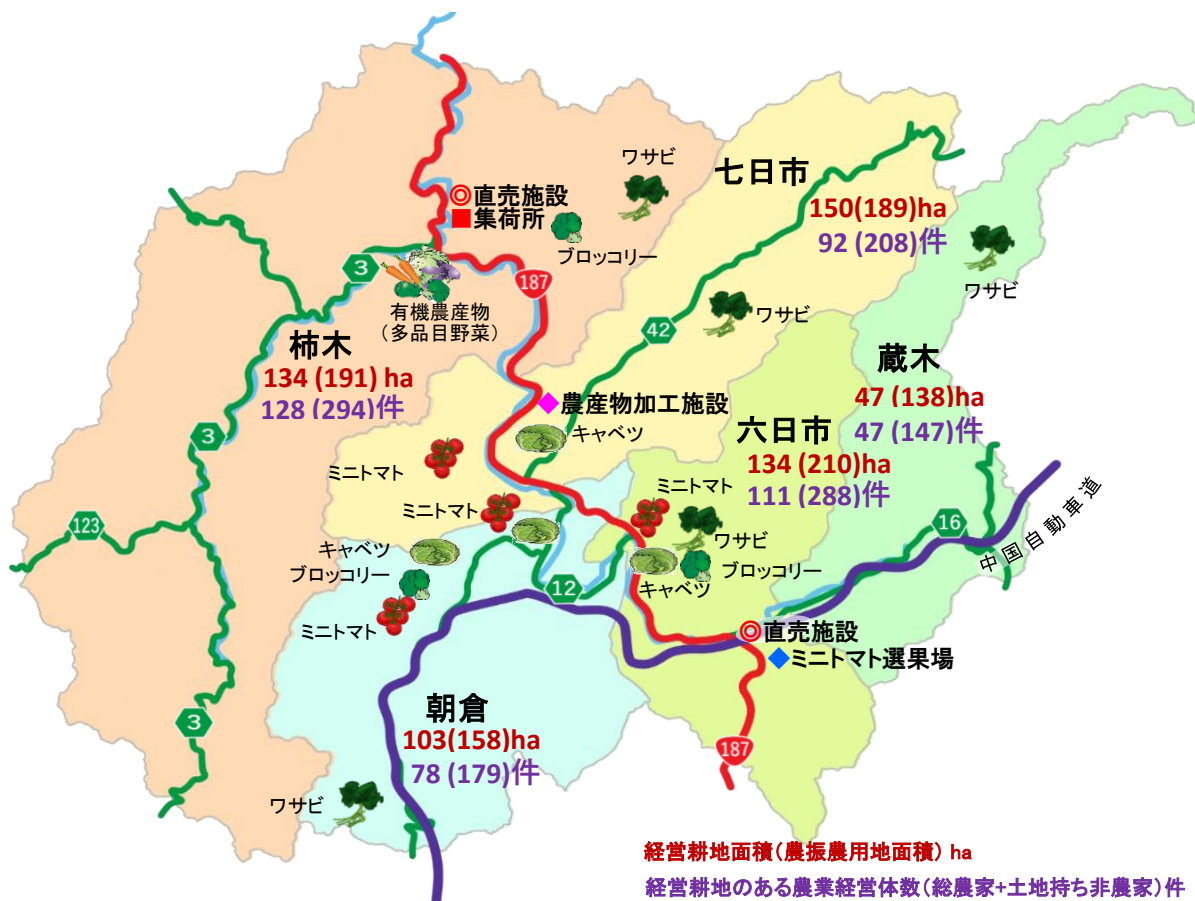 ワサビ
七日市
150(189)ha
92 (208)件
直売施設
集荷所
ブロッコリー
ワサビ
3
187
有機農産物
(多品目野菜)
ワサビ
42
柿木
134 (191) ha
128 (294)件
蔵木
47 (138)ha
47 (147)件
農産物加工施設
キャベツ
六日市
134 (210)ha
111 (288)件
3
ミニトマト
ミニトマト
ミニトマト
123
キャベツ
ワサビ
16
中国自動車道
ブロッコリー
ブロッコリー
キャベツ
12
ミニトマト
直売施設
ミニトマト選果場
朝倉
103(158)ha
78 (179)件
3
187
ワサビ
経営耕地面積(農振農用地面積) ha
経営耕地のある農業経営体数(総農家+土地持ち非農家)件